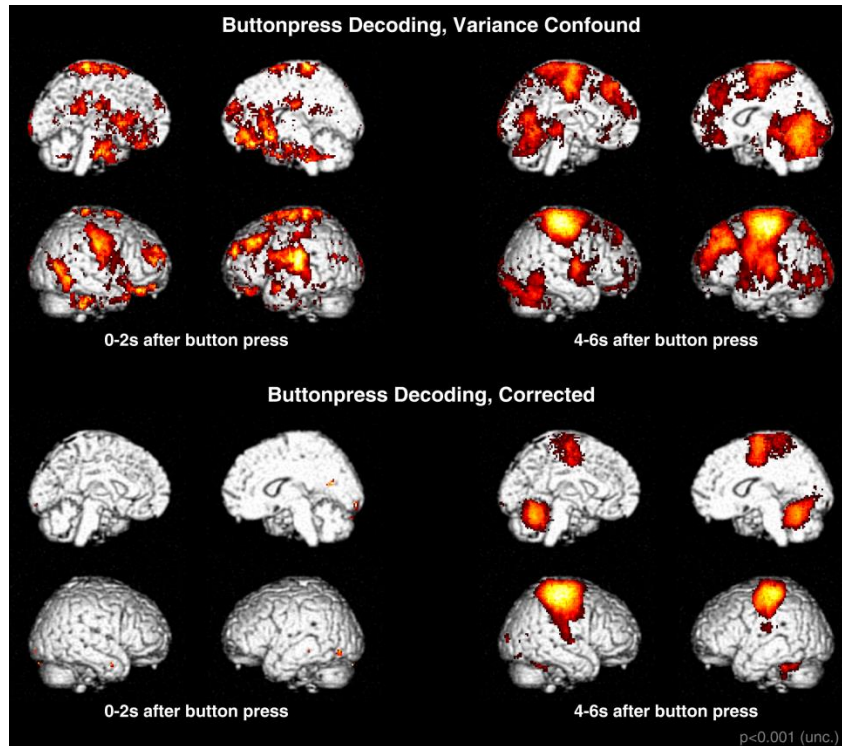 Buttonpress Decoding, Variance Confound
0-2s after button press
4-6s after button press
Buttonpress Decoding, Corrected
0-2s after button press
4-6s after button press
p<0.001 (unc.)